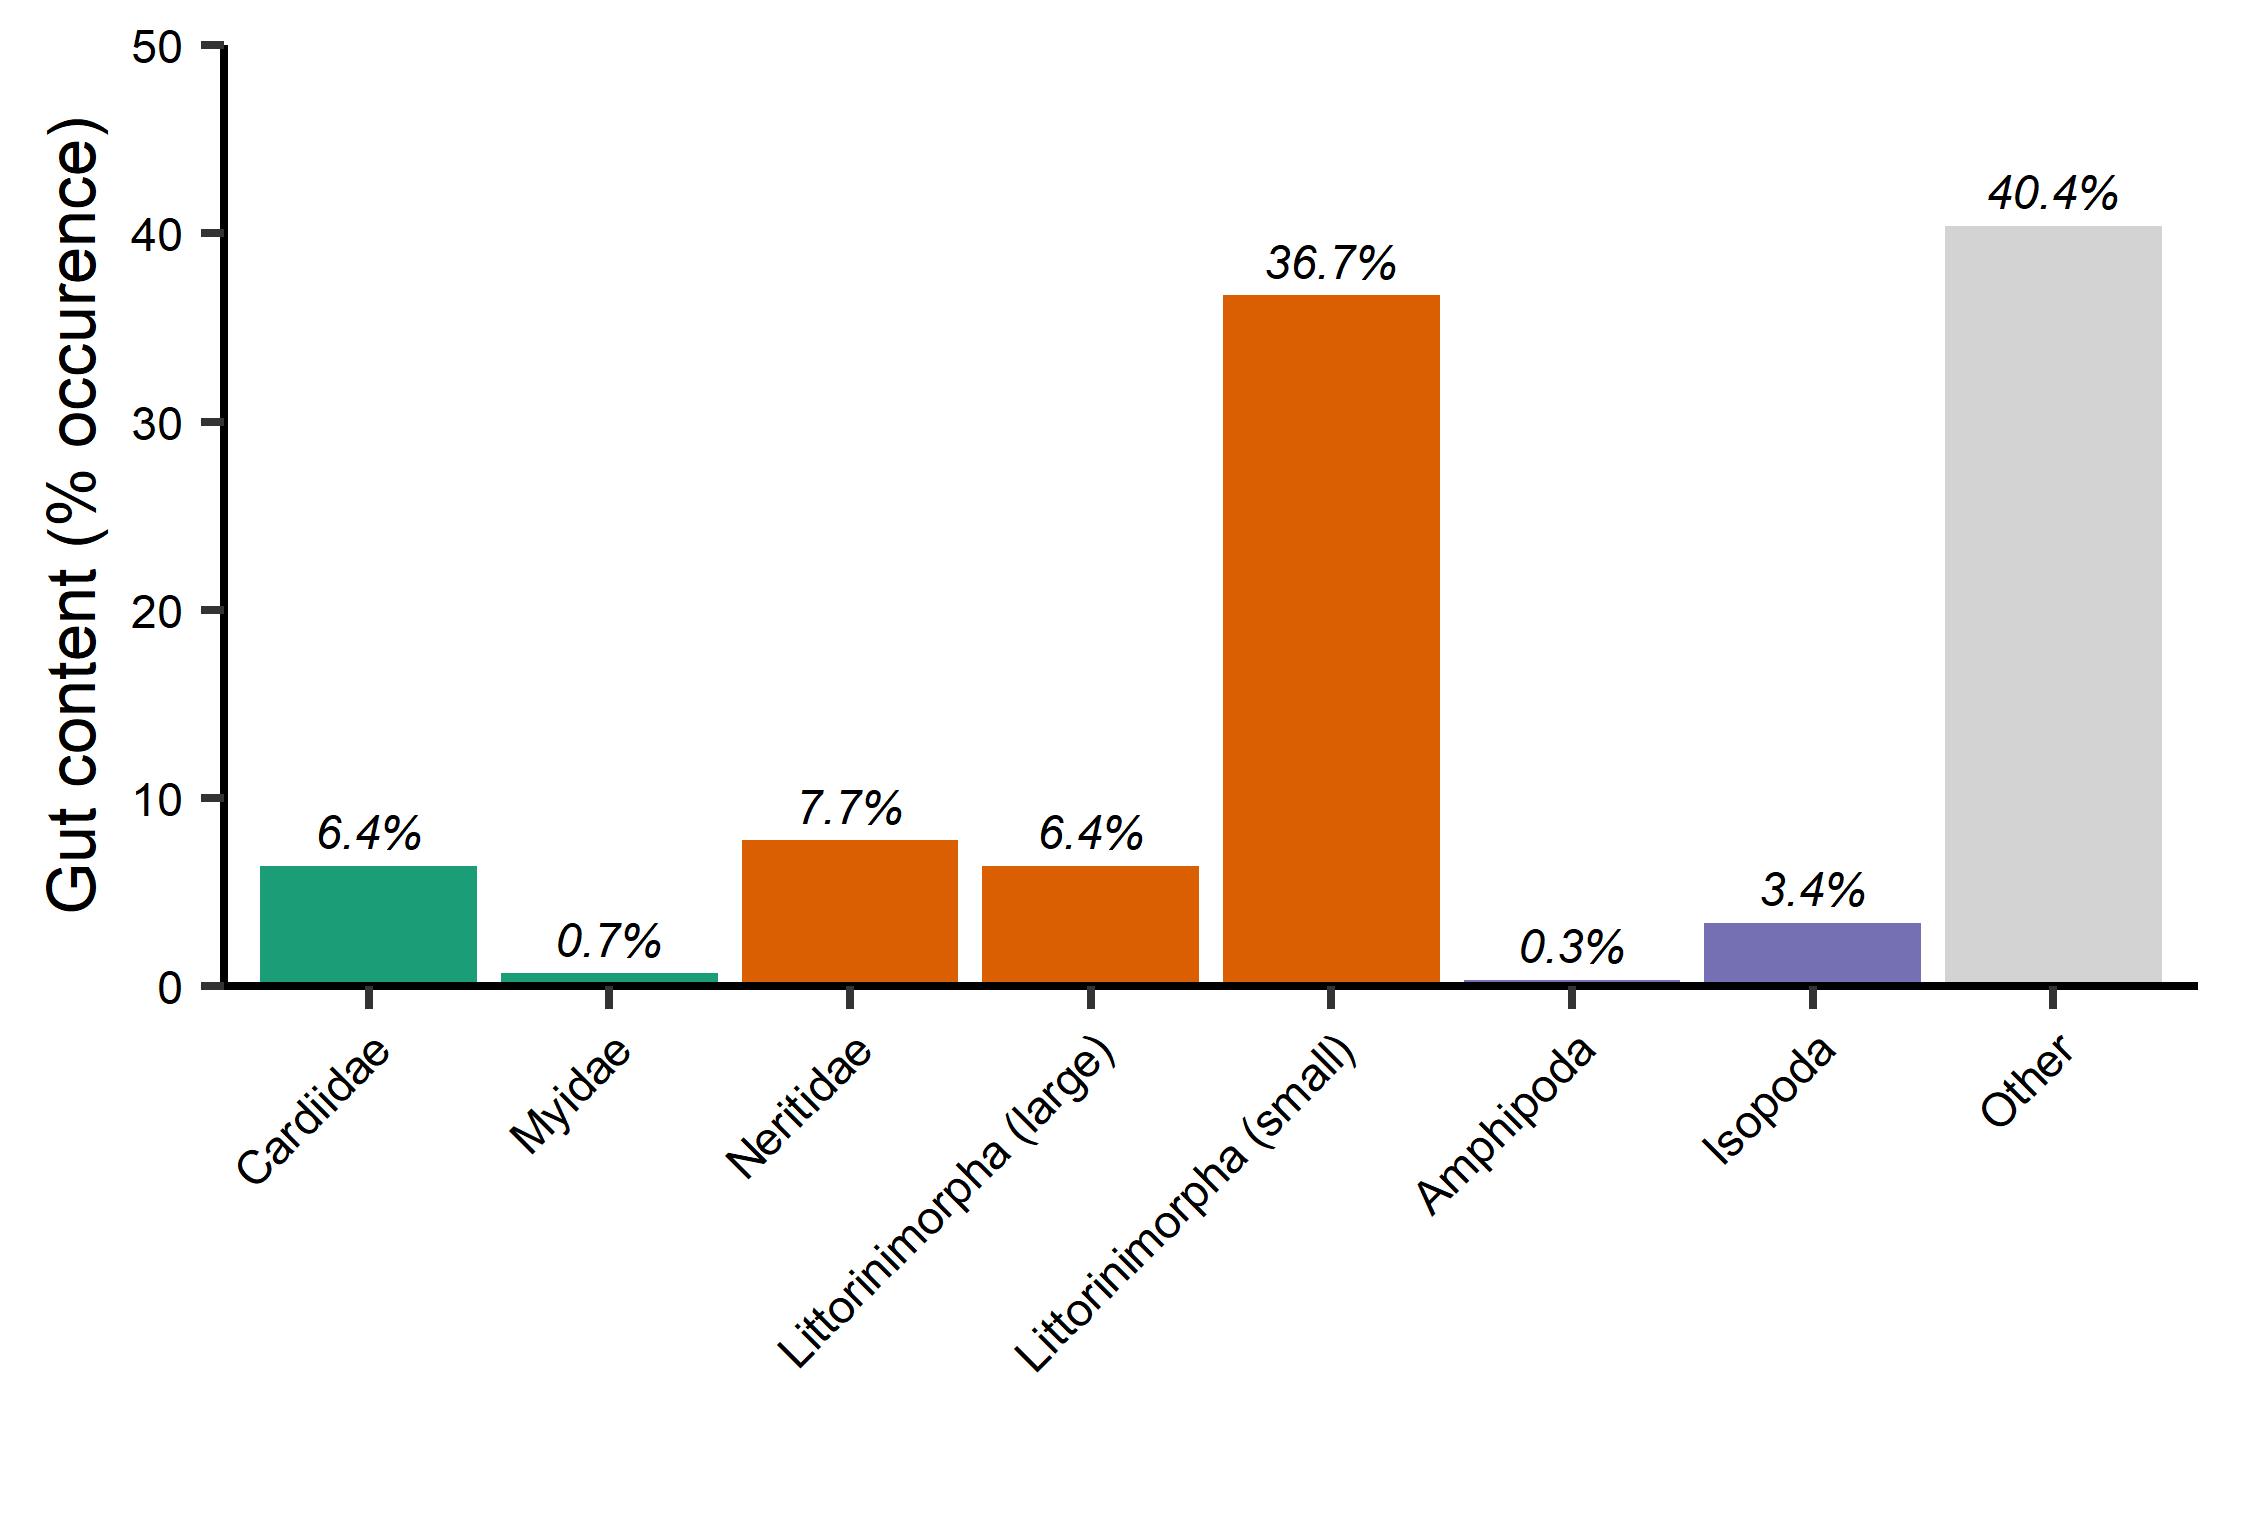 Gut content (% occurence)
50
40
30
20
10
0
6.4%
0.7%
7.7%
6.4%
36.7%
0.3%
3.4%
40.4%
Cardiidae
Myidae
Neritidae
Littorinimorpha (large)
Littorinimorpha (small)
Amphipoda
Isopoda
Other